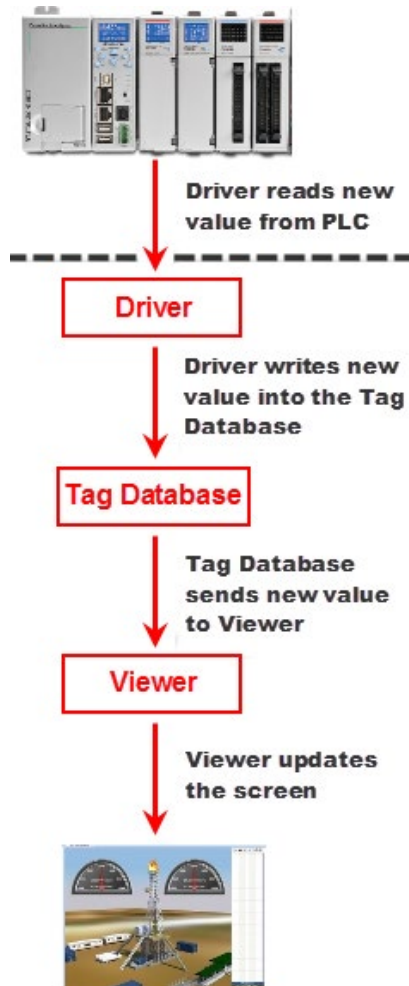 Driver reads new
value from PLC
Driver
Driver writes new
value into the Tag
Database
Tag Database
Tag Database
sends new value
to Viewer
Viewer
Viewer updates
the screen